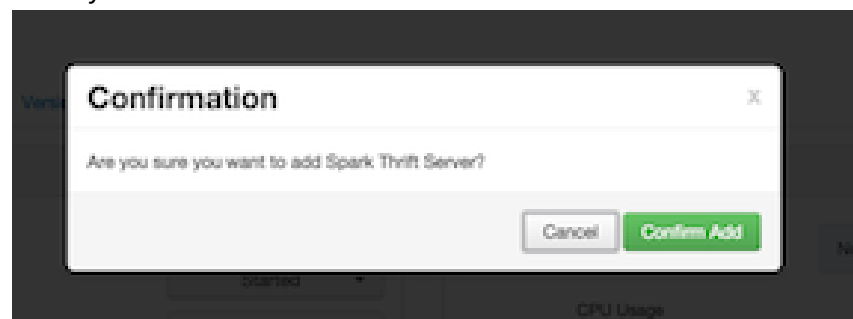 Confirmation
X
Are you sure you want to add Spark Thrift Server?
Cancel
Confirm Add
Started
CPU Usage